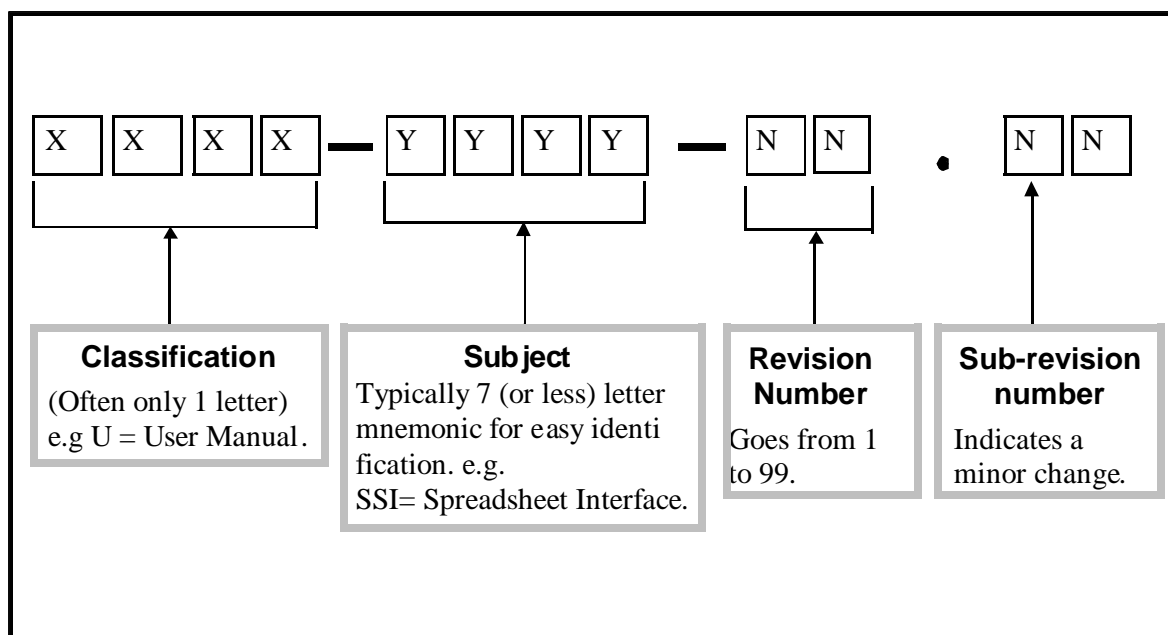 X X X X — Y Y Y Y — N N . N N
Classification
(Often only 1 letter)
e.g U = User Manual.
Subject
Typically 7 (or less) letter
mnemonic for easy identi
fication. e.g.
SSI= Spreadsheet Interface.
Revision
Number
Goes from 1
to 99.
Sub-revision
number
Indicates a
minor change.